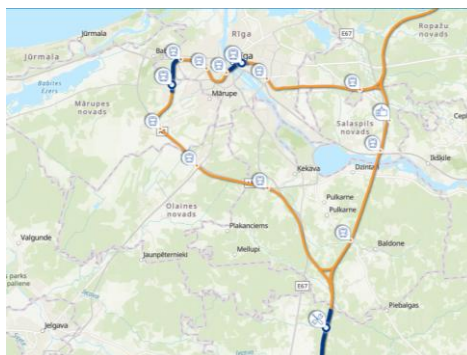 Jūrmala
Rīga
E67
Ropažu
novads
Jūrmala
Babītes
Ezers
Mārupes
novads
Mārupe
Salaspils
novads
Ikšķile
Ķekava
Olaines
novads
Pulkarne
Pulkarne
Plakanciems
Baldone
Valgunde
Jaunpēternieki
Mellupi
E67
Piebalgas
parks
Jelgava